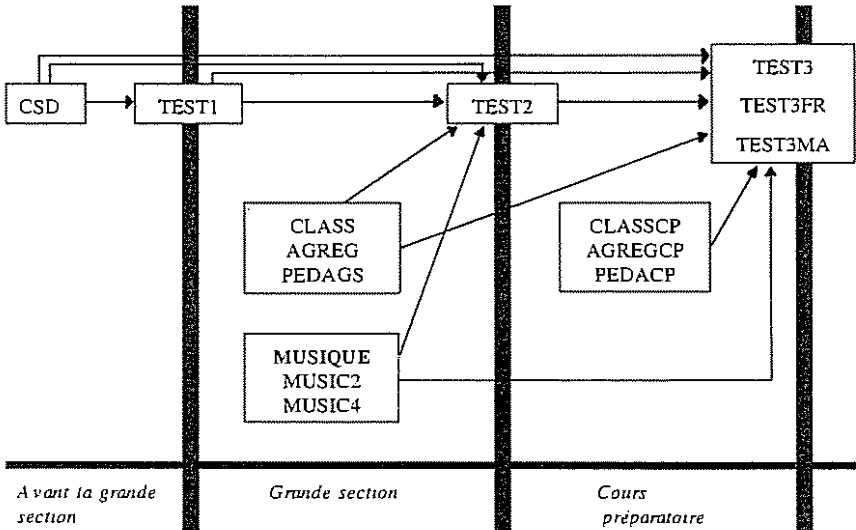 TEST3
CSD
TEST1
TEST2
TEST3FR
TEST3MA
CLASS
AGREG
PEDAGS
CLASSCP
AGREGCP
PEDACP
MUSIQUE
MUSIC2
MUSIC4
Avant la grande
section
Grande section
Cours
préparatoire